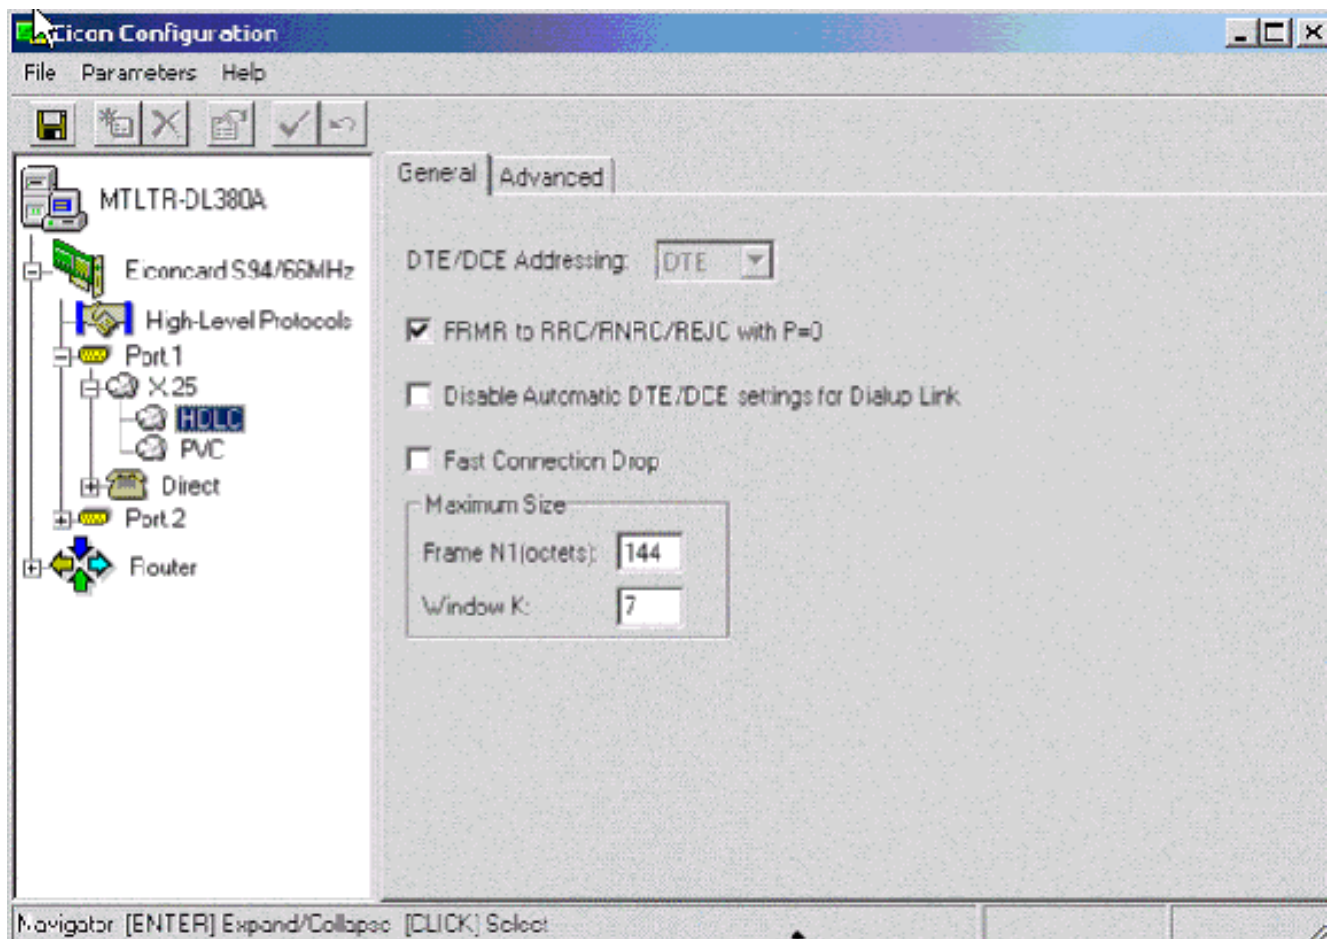 Eicon Configuration
File Parameters Help
MTLTR-DL380A
Eiconcard S94/66MHz
High-Level Protocols
Port 1
X.25
HDLC
PVC
Direct
Port 2
Router
General Advanced
DTE/DCE Addressing: DTE
FRMR to RRC/RNRC/REJC with P=0
Disable Automatic DTE/DCE settings for Dialup Link
Fast Connection Drop
Maximum Size
Frame N1(octets): 144
Window K: 7
Navigator [ENTER] Expand/Collapse [CLICK] Select